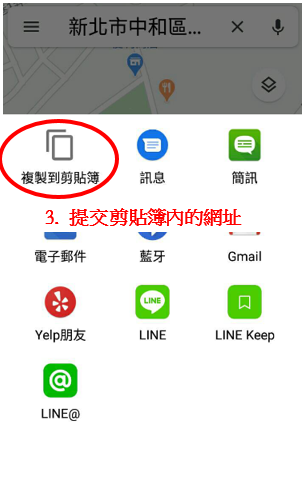 新北市中和區...
複製到剪貼簿 訊息 簡訊
3. 提交剪貼簿內的網址
電子郵件 藍牙 Gmail
Yelp朋友 LINE LINE Keep
LINE@